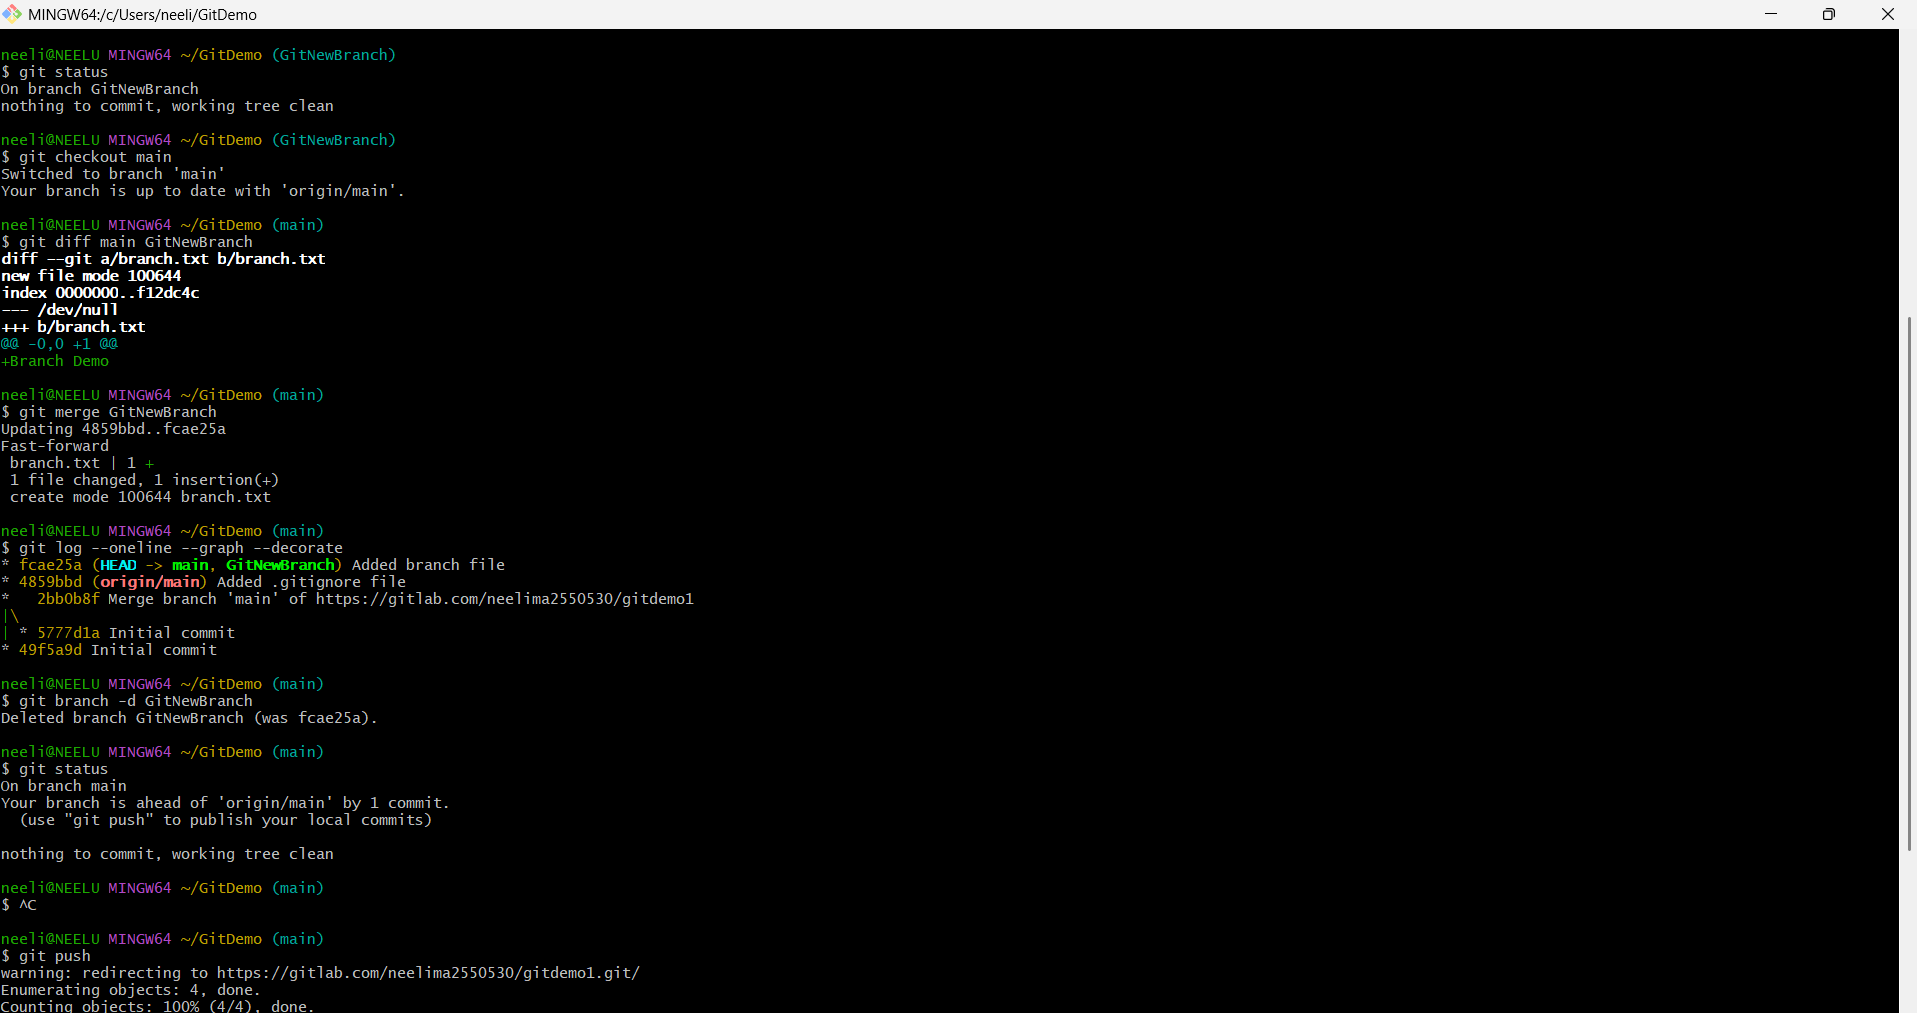 MINGW64:/c/Users/neeli/GitDemo
neeli@NEELU MINGW64 ~/GitDemo (GitNewBranch)
$ git status
On branch GitNewBranch
nothing to commit, working tree clean
neeli@NEELU MINGW64 ~/GitDemo (GitNewBranch)
$ git checkout main
Switched to branch 'main'
Your branch is up to date with 'origin/main'.
neeli@NEELU MINGW64 ~/GitDemo (main)
$ git diff main GitNewBranch
diff --git a/branch.txt b/branch.txt
new file mode 100644
index 0000000..f12dc4c
--- /dev/null
+++ b/branch.txt
@@ -0,0 +1 @@
+Branch Demo
neeli@NEELU MINGW64 ~/GitDemo (main)
$ git merge GitNewBranch
Updating 4859bbd..fcae25a
Fast-forward
 branch.txt | 1 +
 1 file changed, 1 insertion(+)
 create mode 100644 branch.txt
neeli@NEELU MINGW64 ~/GitDemo (main)
$ git log --oneline --graph --decorate
* fcae25a (HEAD -> main, GitNewBranch) Added branch file
* 4859bbd (origin/main) Added .gitignore file
*   2bb0b8f Merge branch 'main' of https://gitlab.com/neelima2550530/gitdemo1
|\
| * 5777d1a Initial commit
* 49f5a9d Initial commit
neeli@NEELU MINGW64 ~/GitDemo (main)
$ git branch -d GitNewBranch
Deleted branch GitNewBranch (was fcae25a).
neeli@NEELU MINGW64 ~/GitDemo (main)
$ git status
On branch main
Your branch is ahead of 'origin/main' by 1 commit.
  (use "git push" to publish your local commits)
nothing to commit, working tree clean
neeli@NEELU MINGW64 ~/GitDemo (main)
$ ^C
neeli@NEELU MINGW64 ~/GitDemo (main)
$ git push
warning: redirecting to https://gitlab.com/neelima2550530/gitdemo1.git/
Enumerating objects: 4, done.
Counting objects: 100% (4/4), done.